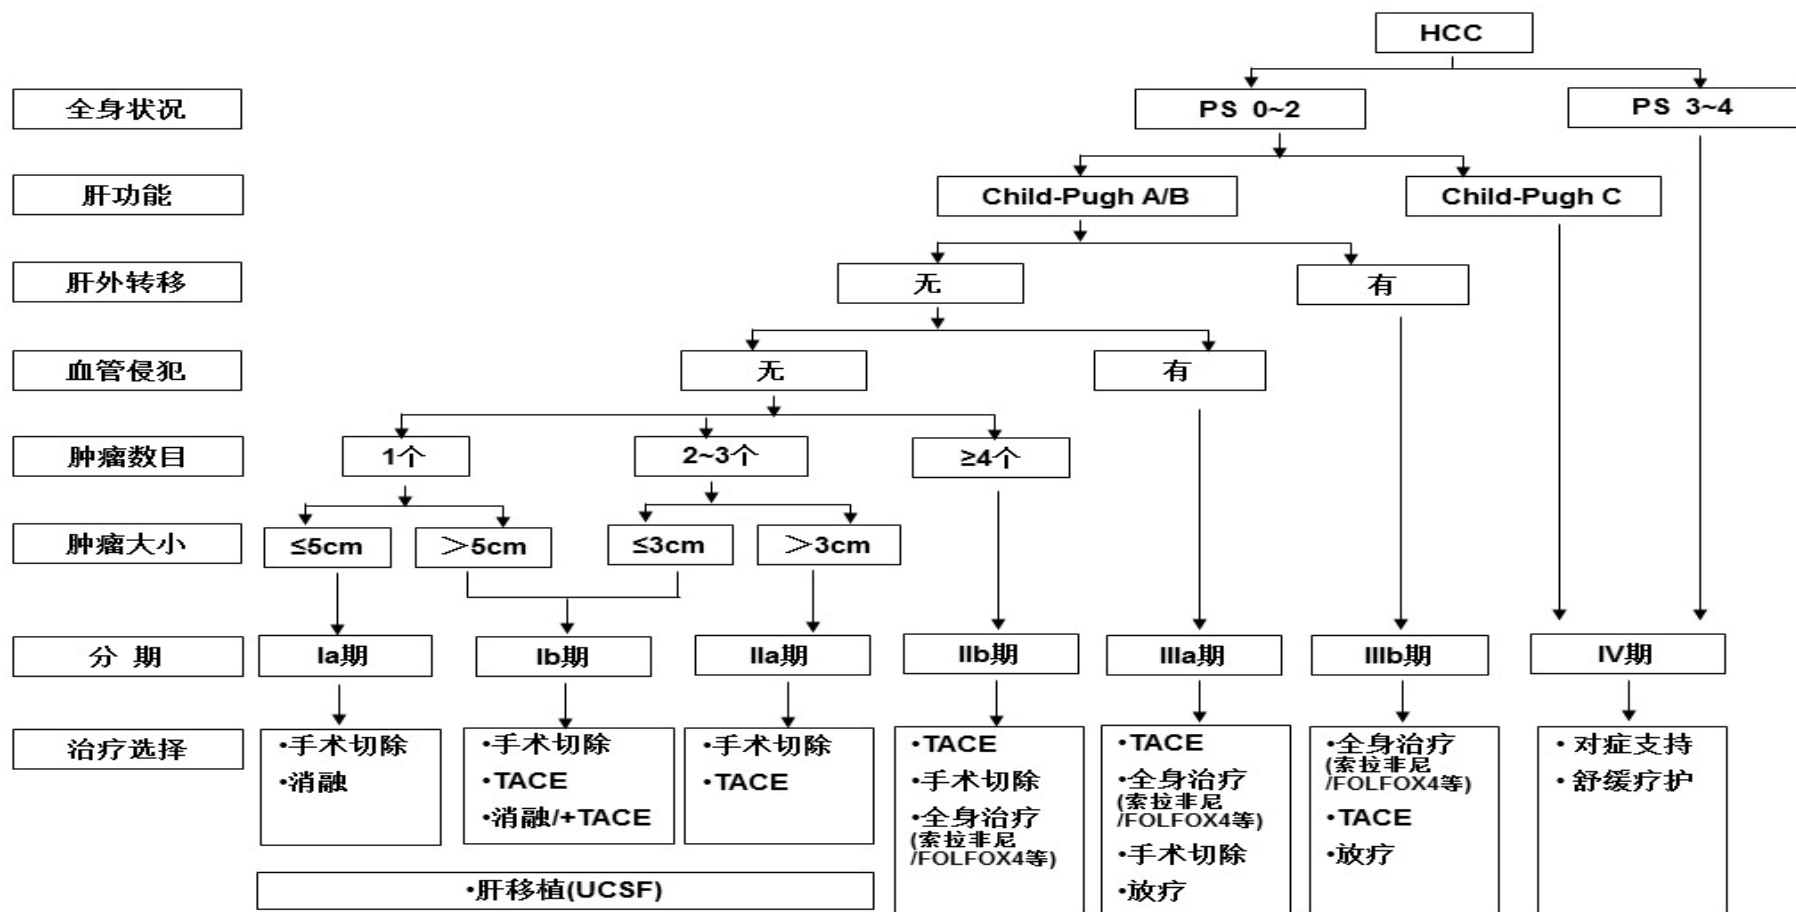 HCC
全身状况
PS 0~2
PS 3~4
肝功能
Child-Pugh A/B
Child-Pugh C
肝外转移
无
有
血管侵犯
无
有
肿瘤数目
1个
2~3个
≥4个
肿瘤大小
≤5cm
＞5cm
≤3cm
＞3cm
分 期
Ia期
Ib期
IIa期
IIb期
IIIa期
IIIb期
IV期
治疗选择
•手术切除
•消融
•手术切除
•TACE
•消融/+TACE
•手术切除
•TACE
•肝移植(UCSF)
•TACE
•手术切除
•全身治疗
(索拉非尼
/FOLFOX4等)
•TACE
•全身治疗
(索拉非尼
/FOLFOX4等)
•手术切除
•放疗
•全身治疗
(索拉非尼
/FOLFOX4等)
•TACE
•放疗
• 对症支持
• 舒缓疗护